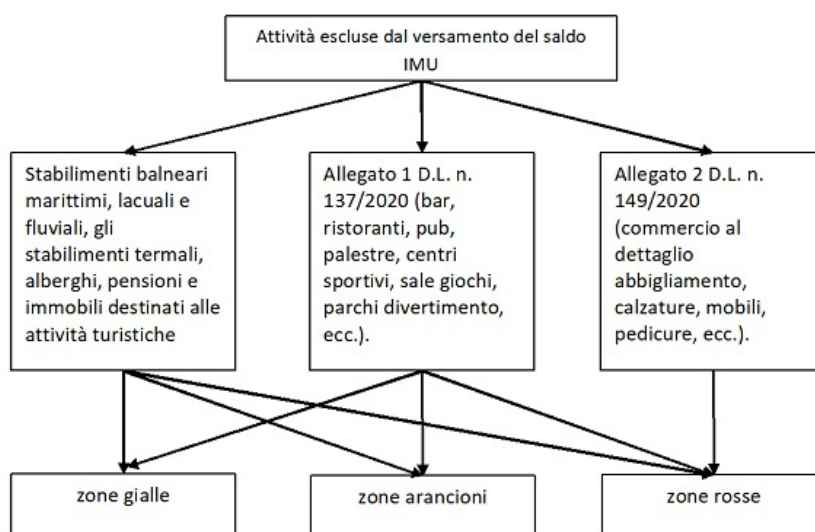 Attività escluse dal versamento del saldo
IMU
Stabilimenti balneari
marittimi, lacuali e
fluviali, gli
stabilimenti termali,
alberghi, pensioni e
immobili destinati alle
attività turistiche
Allegato 1 D.L. n.
137/2020 (bar,
ristoranti, pub,
palestre, centri
sportivi, sale giochi,
parchi divertimento,
ecc.).
Allegato 2 D.L. n.
149/2020
(commercio al
dettaglio
abbigliamento,
calzature, mobili,
pedicure, ecc.).
zone gialle
zone arancioni
zone rosse